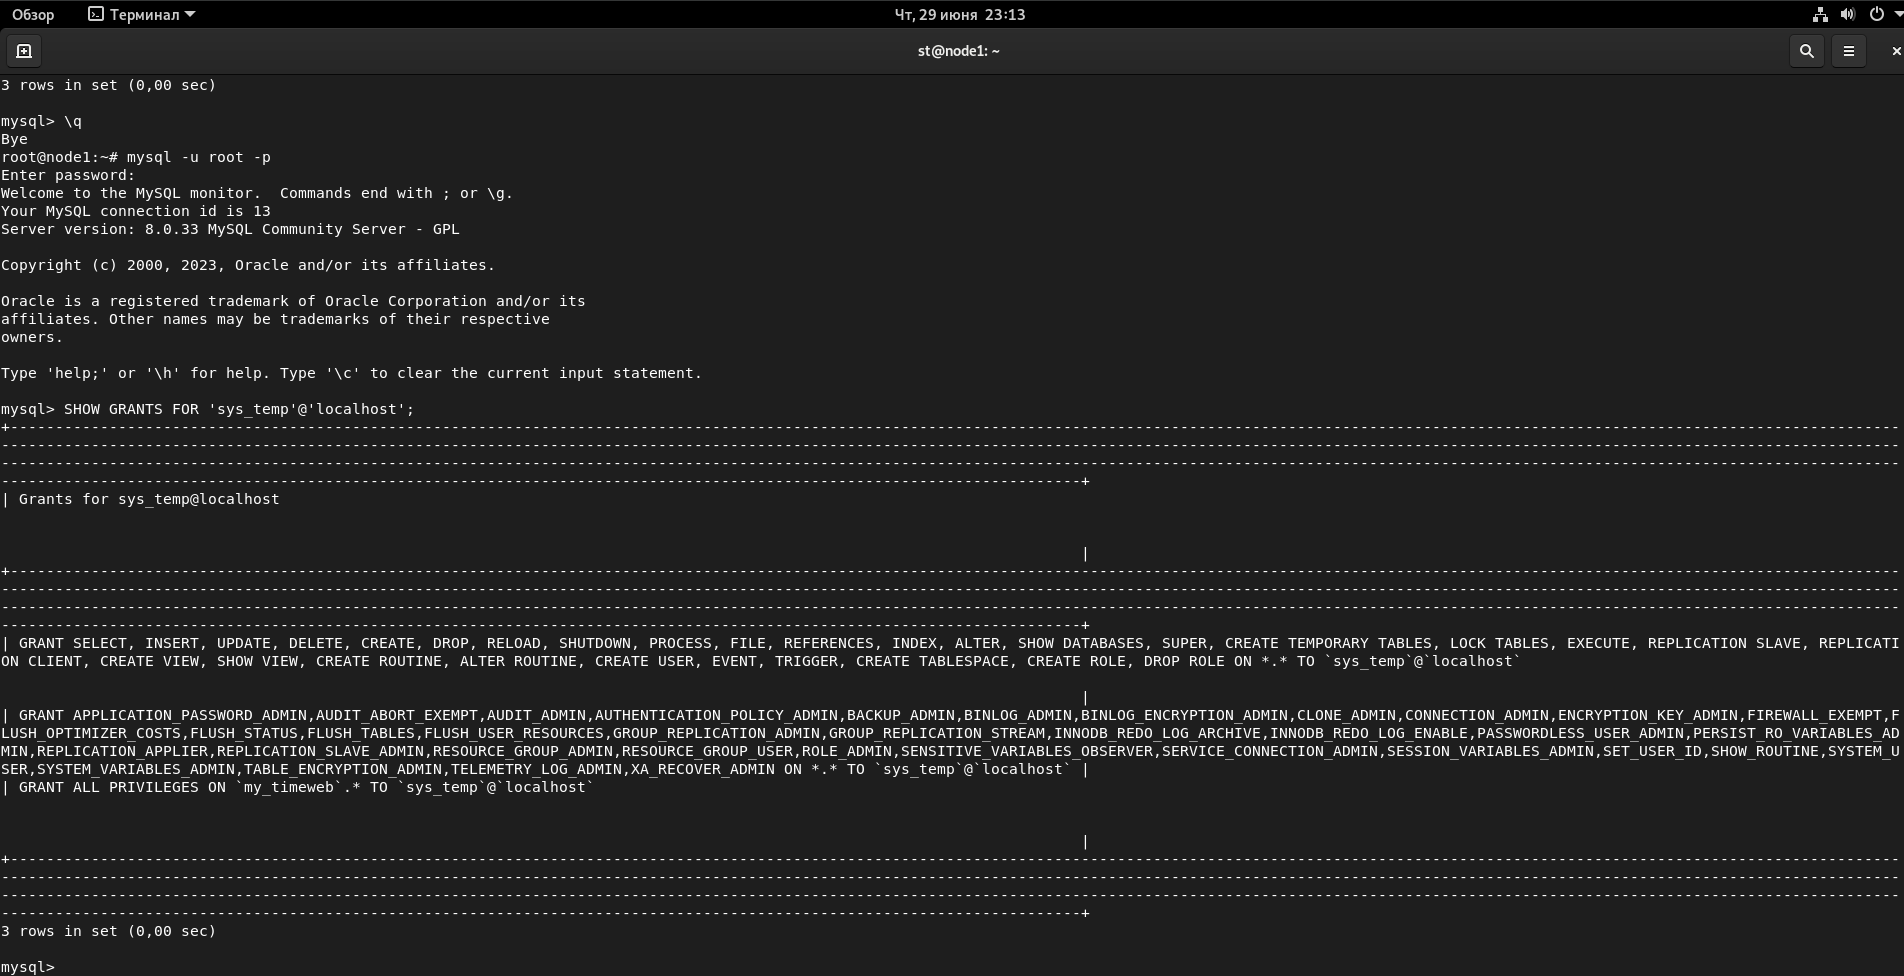 Обзор
Терминал
Чт, 29 июня 23:13
st@node1: ~
3 rows in set (0,00 sec)
mysql> \q
Bye
root@node1:~# mysql -u root -p
Enter password:
Welcome to the MySQL monitor.  Commands end with ; or \g.
Your MySQL connection id is 13
Server version: 8.0.33 MySQL Community Server - GPL
Copyright (c) 2000, 2023, Oracle and/or its affiliates.
Oracle is a registered trademark of Oracle Corporation and/or its
affiliates. Other names may be trademarks of their respective
owners.
Type 'help;' or '\h' for help. Type '\c' to clear the current input statement.
mysql> SHOW GRANTS FOR 'sys_temp'@'localhost';
| Grants for sys_temp@localhost
|
| GRANT SELECT, INSERT, UPDATE, DELETE, CREATE, DROP, RELOAD, SHUTDOWN, PROCESS, FILE, REFERENCES, INDEX, ALTER, SHOW DATABASES, SUPER, CREATE TEMPORARY TABLES, LOCK TABLES, EXECUTE, REPLICATION SLAVE, REPLICATI
ON CLIENT, CREATE VIEW, SHOW VIEW, CREATE ROUTINE, ALTER ROUTINE, CREATE USER, EVENT, TRIGGER, CREATE TABLESPACE, CREATE ROLE, DROP ROLE ON *.* TO `sys_temp`@`localhost`
|
| GRANT APPLICATION_PASSWORD_ADMIN,AUDIT_ABORT_EXEMPT,AUDIT_ADMIN,AUTHENTICATION_POLICY_ADMIN,BACKUP_ADMIN,BINLOG_ADMIN,BINLOG_ENCRYPTION_ADMIN,CLONE_ADMIN,CONNECTION_ADMIN,ENCRYPTION_KEY_ADMIN,FIREWALL_EXEMPT,F
LUSH_OPTIMIZER_COSTS,FLUSH_STATUS,FLUSH_TABLES,FLUSH_USER_RESOURCES,GROUP_REPLICATION_ADMIN,GROUP_REPLICATION_STREAM,INNODB_REDO_LOG_ARCHIVE,INNODB_REDO_LOG_ENABLE,PASSWORDLESS_USER_ADMIN,PERSIST_RO_VARIABLES_AD
MIN,REPLICATION_APPLIER,REPLICATION_SLAVE_ADMIN,RESOURCE_GROUP_ADMIN,RESOURCE_GROUP_USER,ROLE_ADMIN,SENSITIVE_VARIABLES_OBSERVER,SERVICE_CONNECTION_ADMIN,SESSION_VARIABLES_ADMIN,SET_USER_ID,SHOW_ROUTINE,SYSTEM_U
SER,SYSTEM_VARIABLES_ADMIN,TABLE_ENCRYPTION_ADMIN,TELEMETRY_LOG_ADMIN,XA_RECOVER_ADMIN ON *.* TO `sys_temp`@`localhost` |
| GRANT ALL PRIVILEGES ON `my_timeweb`.* TO `sys_temp`@`localhost`
|
3 rows in set (0,00 sec)
mysql>